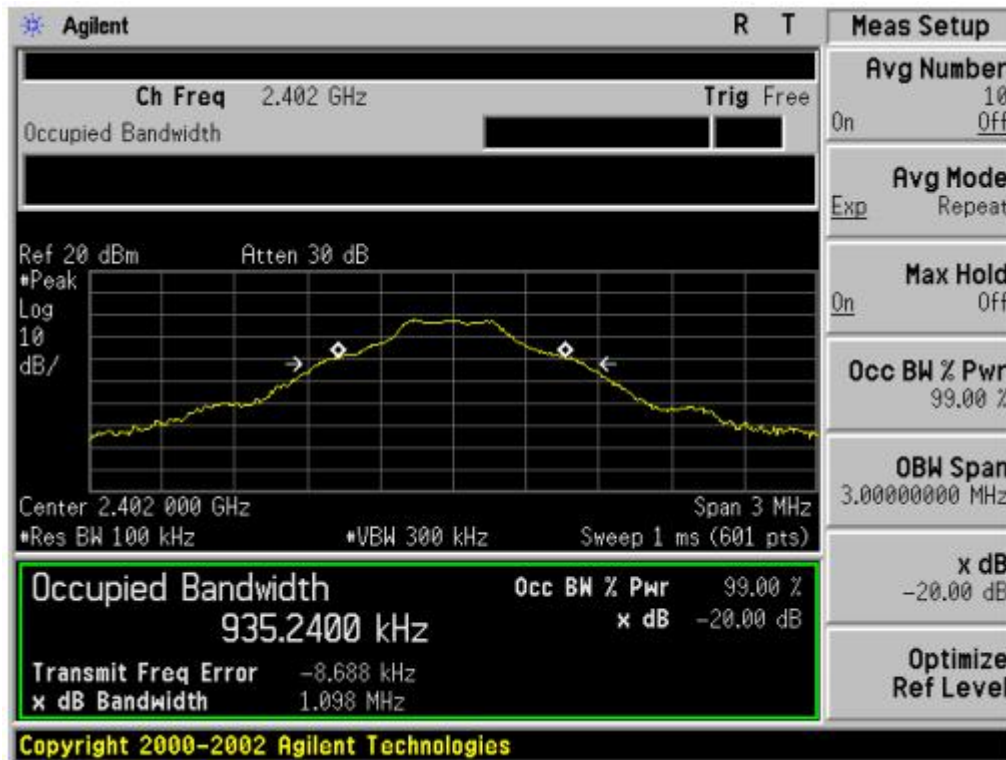 Agilent R T
Ch Freq 2.402 GHz Trig Free
Occupied Bandwidth
Ref 20 dBm Atten 30 dB
#Peak
Log
10
dB/
Center 2.402 000 GHz Span 3 MHz
#Res BW 100 kHz #VBW 300 kHz Sweep 1 ms (601 pts)
Occupied Bandwidth Occ BW % Pwr 99.00 %
935.2400 kHz x dB -20.00 dB
Transmit Freq Error -8.688 kHz
x dB Bandwidth 1.098 MHz
Copyright 2000-2002 Agilent Technologies
Meas Setup
Avg Number
10
On Off
Avg Mode
Exp Repeat
Max Hold
On Off
Occ BW % Pwr
99.00 %
OBW Span
3.00000000 MHz
x dB
-20.00 dB
Optimize
Ref Level